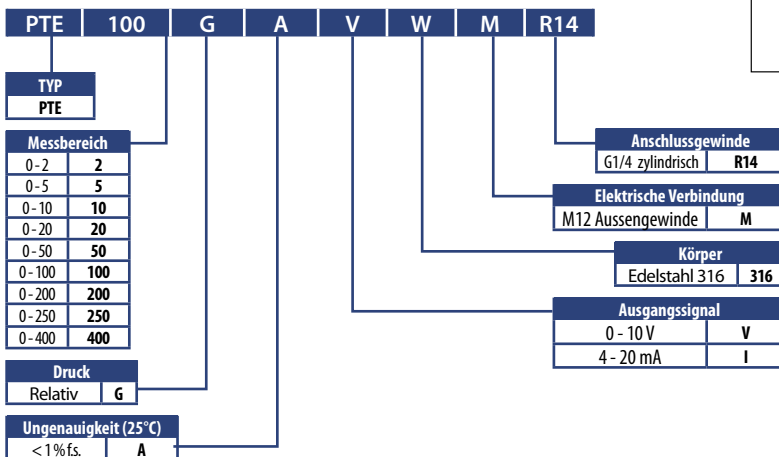 PTE 100 G A V W M R14
TYP
PTE
Messbereich
0-2 2
0-5 5
0-10 10
0-20 20
0-50 50
0-100 100
0-200 200
0-250 250
0-400 400
Druck
Relativ G
Ungenauigkeit (25°C)
<1% f.s. A
Anschlussgewinde
G1/4 zylindrisch R14
Elektrische Verbindung
M12 Aussengewinde M
Körper
Edelstahl 316 316
Ausgangssignal
0 - 10 V V
4 - 20 mA I